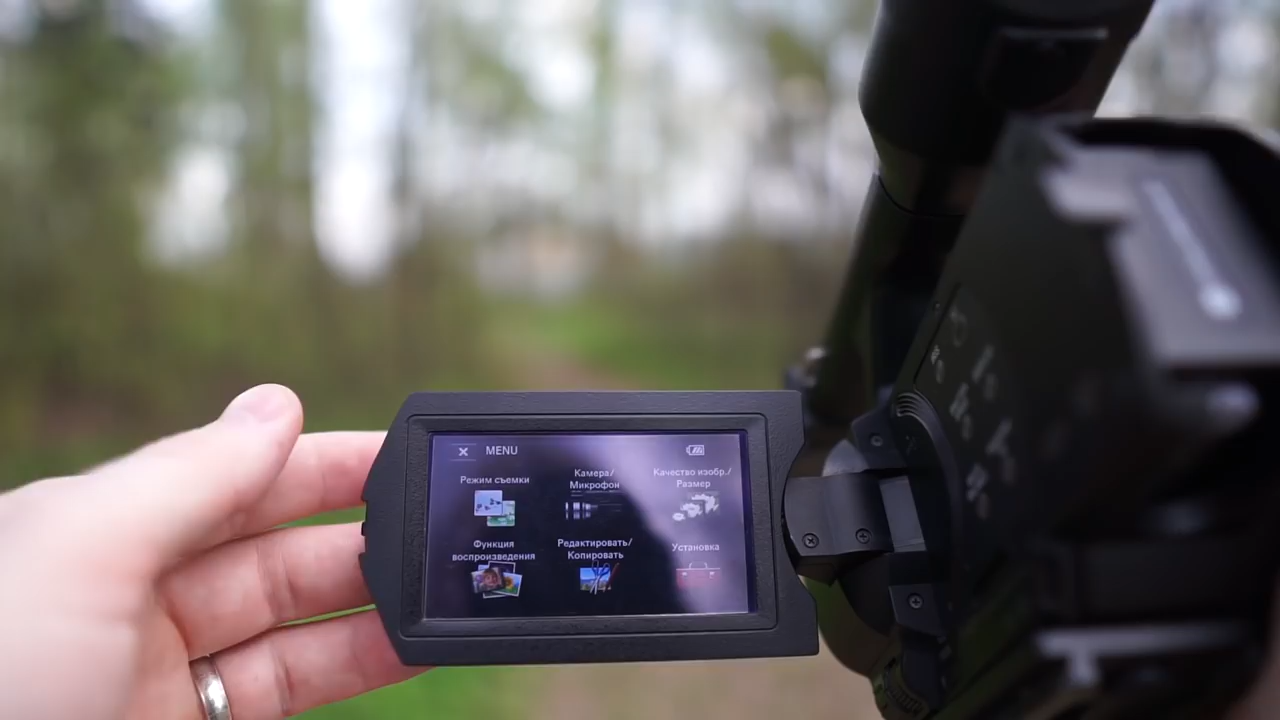 MENU
Режим съемки
Камера/
Микрофон
Качество изобр./
Размер
Функция
воспроизведения
Редактировать/
Копировать
Установка